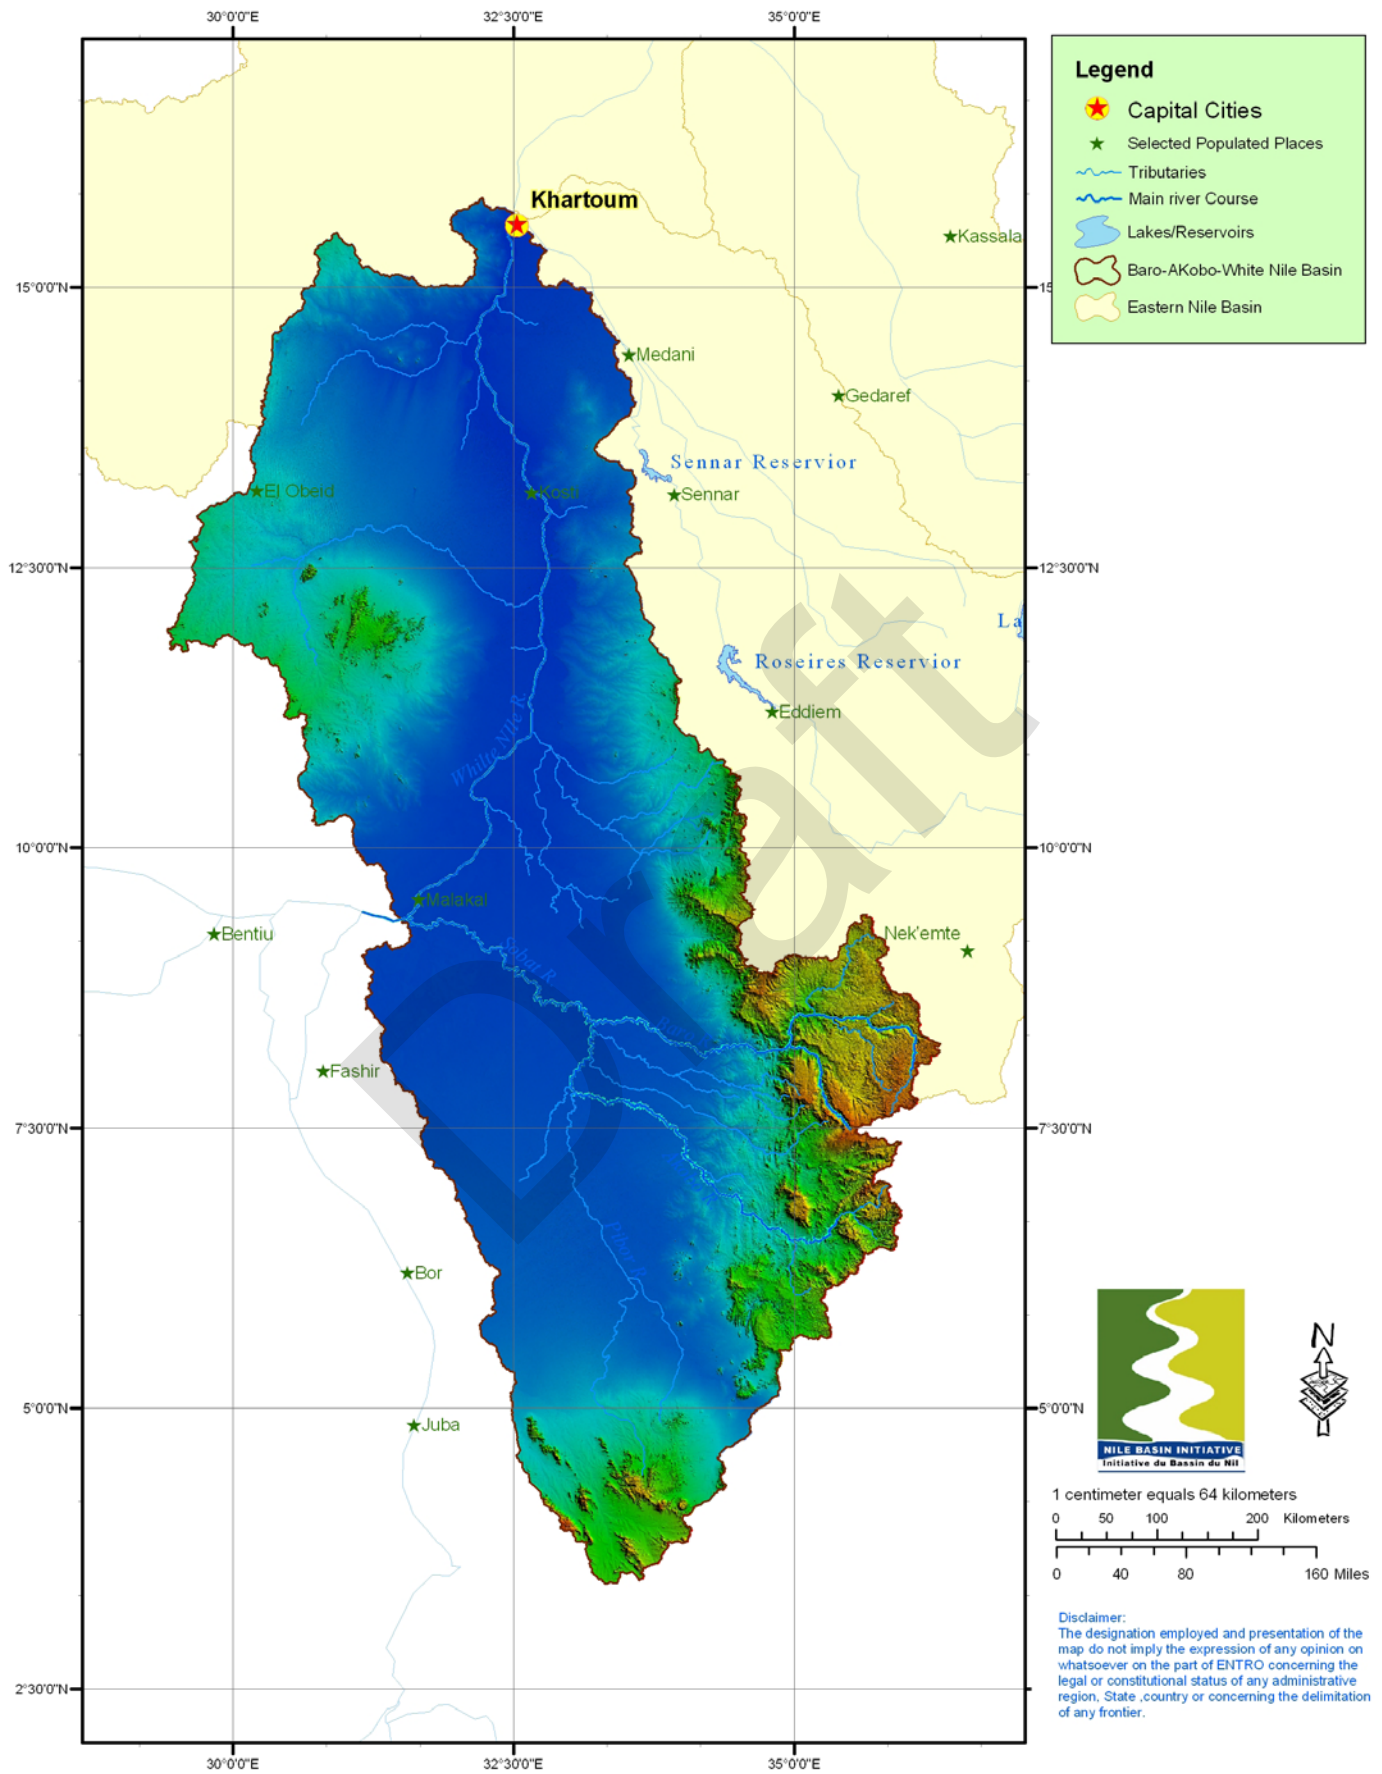 30°0'0"E
32°30'0"E
35°0'0"E
Legend
Capital Cities
Selected Populated Places
Tributaries
Main river Course
Lakes/Reservoirs
Baro-AKobo-White Nile Basin
Eastern Nile Basin
Khartoum
Kassala
15°0'0"N
15
Medani
Gedaref
Sennar Reservior
El Obeid
Kosti
Sennar
12°30'0"N
12°30'0"N
La
Roseires Reservior
Eddiem
Draft
Whilte Nile R.
10°0'0"N
10°0'0"N
Malakal
Bentiu
Nek'emte
Sobat R.
Fashir
7°30'0"N
7°30'0"N
Pibor R.
Bor
5°0'0"N
5°0'0"N
Juba
N
NILE BASIN INITIATIVE
Initiative du Bassin du Nil
1 centimeter equals 64 kilometers
0 50 100 200 Kilometers
0 40 80 160 Miles
Disclaimer:
The designation employed and presentation of the
map do not imply the expression of any opinion on
whatsoever on the part of ENTRO concerning the
legal or constitutional status of any administrative
region, State ,country or concerning the delimitation
of any frontier.
2°30'0"N
30°0'0"E
32°30'0"E
35°0'0"E